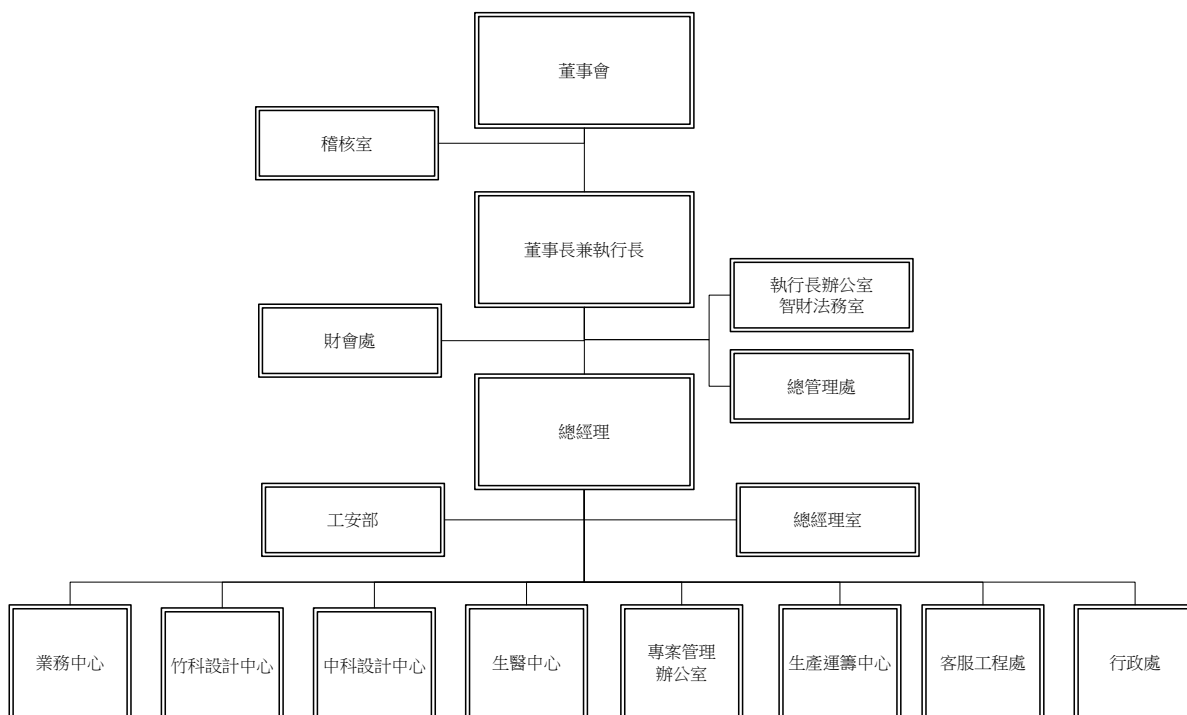 董事會
稽核室
董事長兼執行長
執行長辦公室
智財法務室
財會處
總管理處
總經理
工安部
總經理室
業務中心
竹科設計中心
中科設計中心
生醫中心
專案管理
辦公室
生產運籌中心
客服工程處
行政處